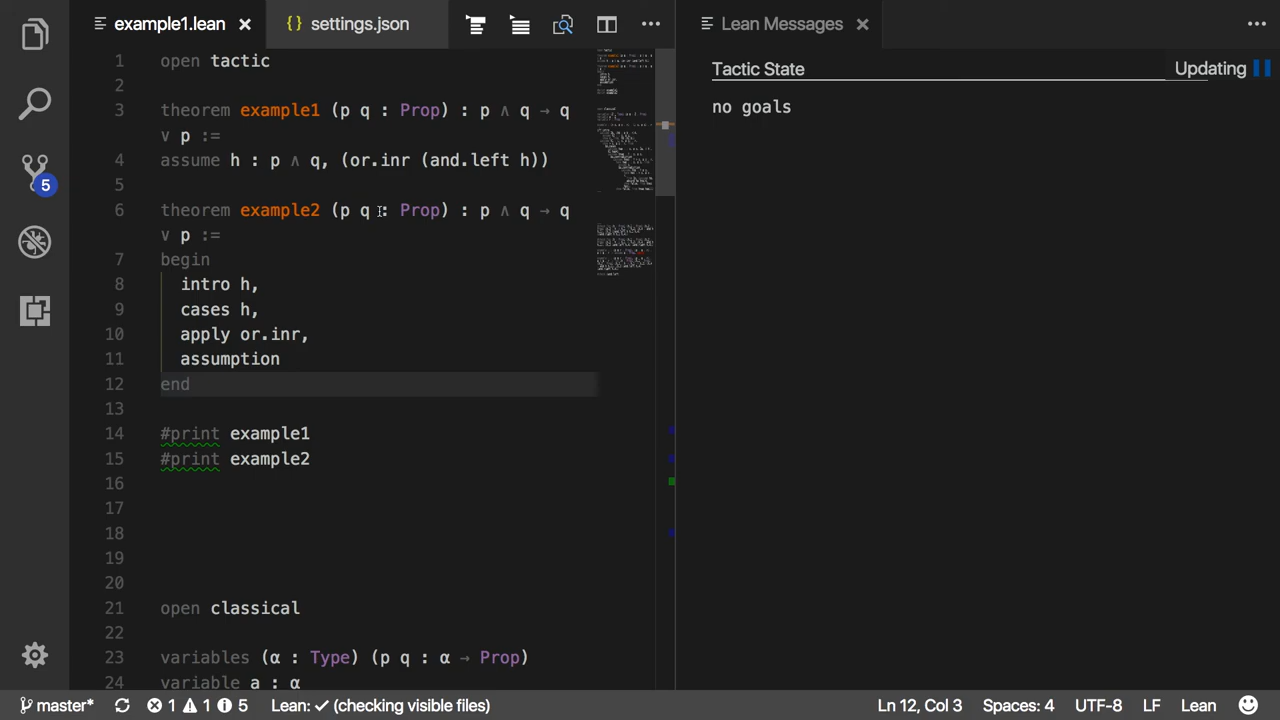 example1.lean
settings.json
Lean Messages
1 open tactic
2
3 theorem example1 (p q : Prop) : p ∧ q → q
∨ p :=
4 assume h : p ∧ q, (or.inr (and.left h))
5
6 theorem example2 (p q : Prop) : p ∧ q → q
∨ p :=
7 begin
8 intro h,
9 cases h,
10 apply or.inr,
11 assumption
12 end
13
14 #print example1
15 #print example2
16
17
18
19
20
21 open classical
22
23 variables (α : Type) (p q : α → Prop)
24 variable a : α
Tactic State
Updating
no goals
5
master*
1 1 5
Lean: ✓ (checking visible files)
Ln 12, Col 3
Spaces: 4
UTF-8
LF
Lean